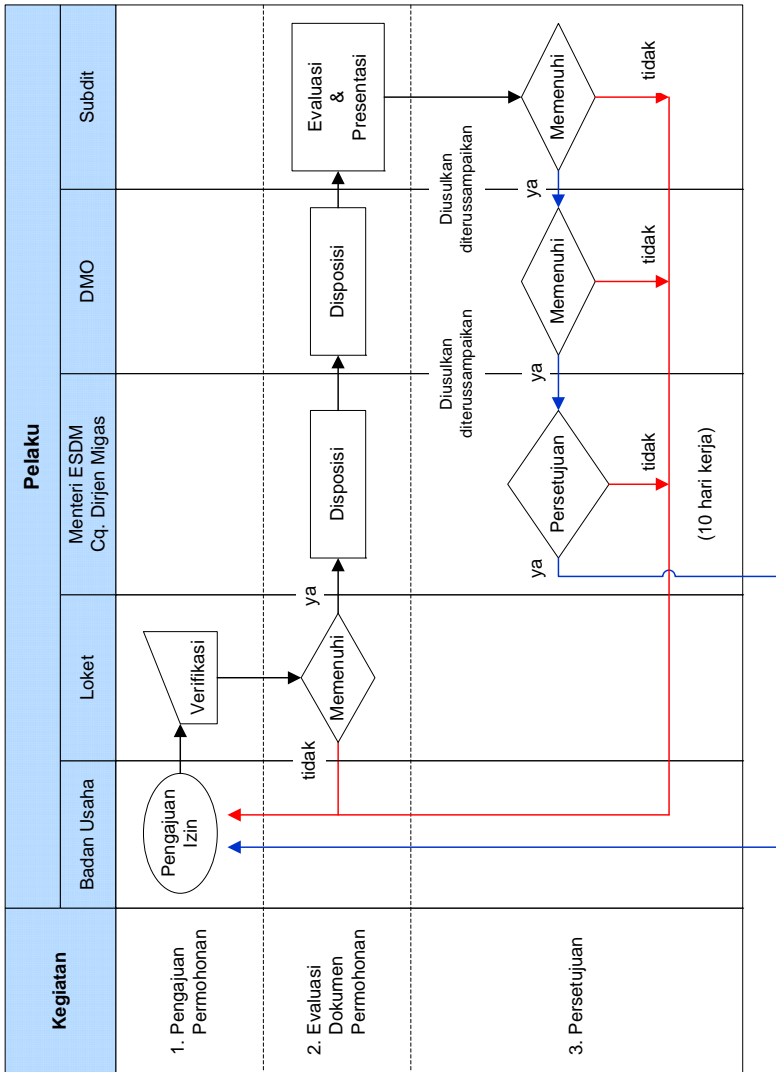 Kegiatan
Pelaku
Badan Usaha
Loket
Menteri ESDM
Cq. Dirjen Migas
DMO
Subdit
1. Pengajuan
Permohonan
Pengajuan
Izin
Verifikasi
2. Evaluasi
Dokumen
Permohonan
tidak
Memenuhi
ya
Disposisi
Disposisi
Evaluasi
&
Presentasi
3. Persetujuan
ya
Persetujuan
tidak
(10 hari kerja)
Diusulkan
diterussampaikan
ya
Memenuhi
tidak
Diusulkan
diterussampaikan
ya
Memenuhi
tidak